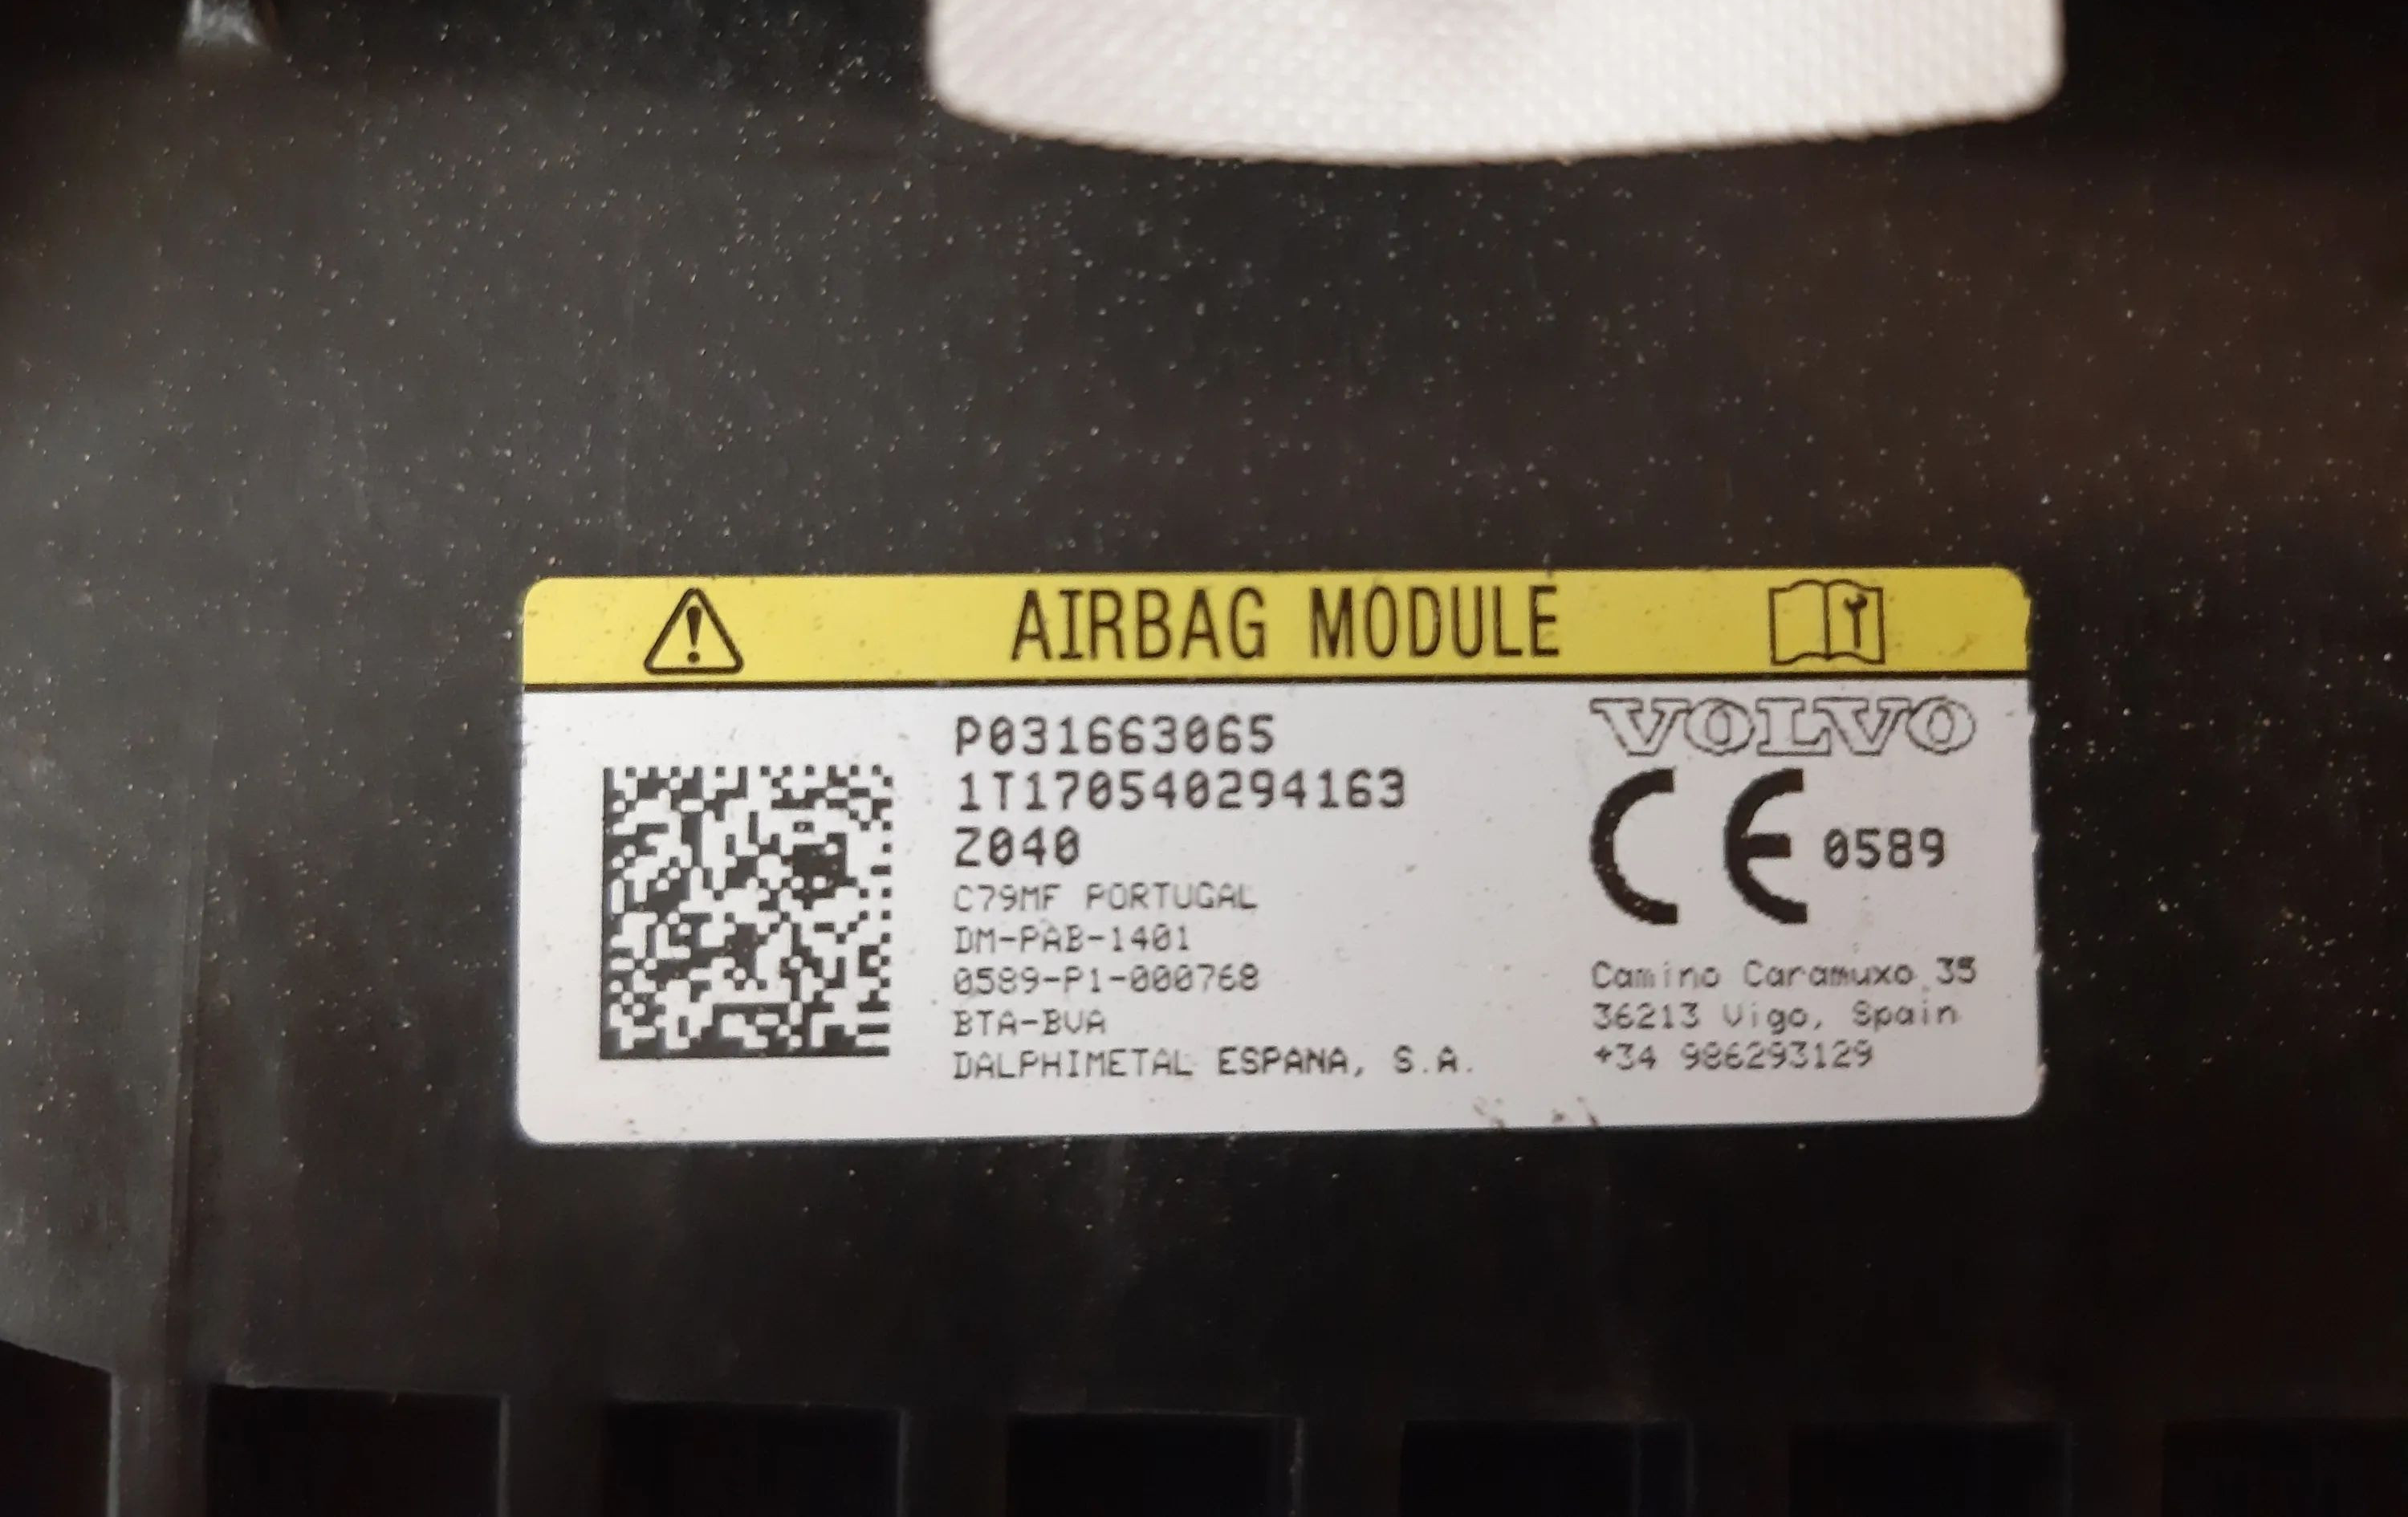 AIRBAG MODULE
P031663065
1T170540294163
Z040
C79MF PORTUGAL
DM-PAB-1401
0589-P1-000768
BTA-BVA
DALPHIMETAL ESPANA, S.A.
VOLVO
CE 0589
Camino Caramuxo 35
36213 Vigo, Spain
+34 986293129